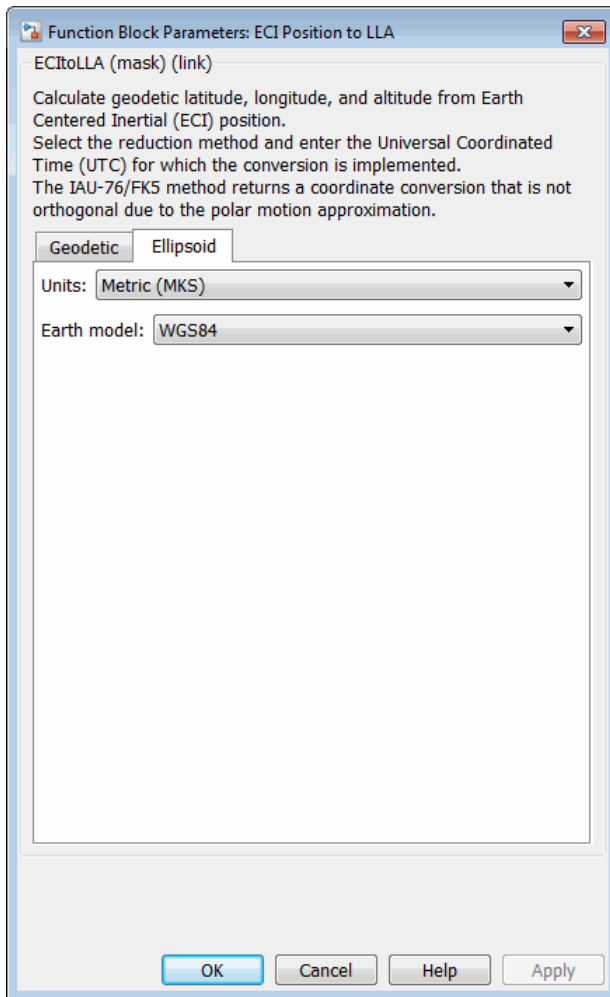 Function Block Parameters: ECI Position to LLA
ECItoLLA (mask) (link)
Calculate geodetic latitude, longitude, and altitude from Earth
Centered Inertial (ECI) position.
Select the reduction method and enter the Universal Coordinated
Time (UTC) for which the conversion is implemented.
The IAU-76/FK5 method returns a coordinate conversion that is not
orthogonal due to the polar motion approximation.
Geodetic Ellipsoid
Units: Metric (MKS)
Earth model: WGS84
OK Cancel Help Apply